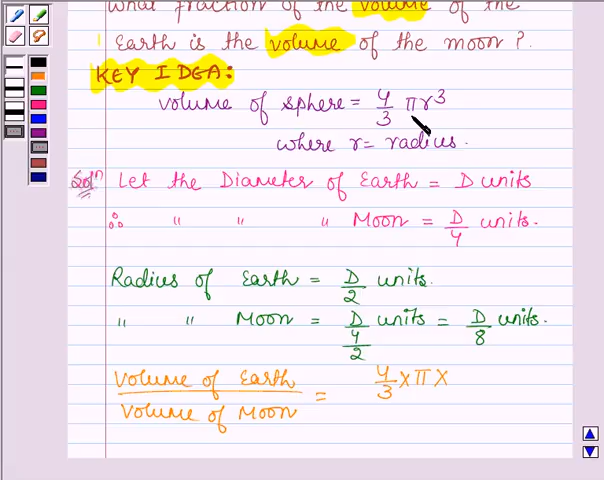 What fraction of the volume of the
Earth is the volume of the moon?
KEY IDEA:
Volume of sphere = 4/3 πr³
where r = radius.
Solⁿ Let the Diameter of Earth = D units
∴ " " " Moon = D/4 units.
Radius of Earth = D/2 units.
" " Moon = D/4/2 units = D/8 units.
Volume of Earth / Volume of Moon = 4/3 × π ×